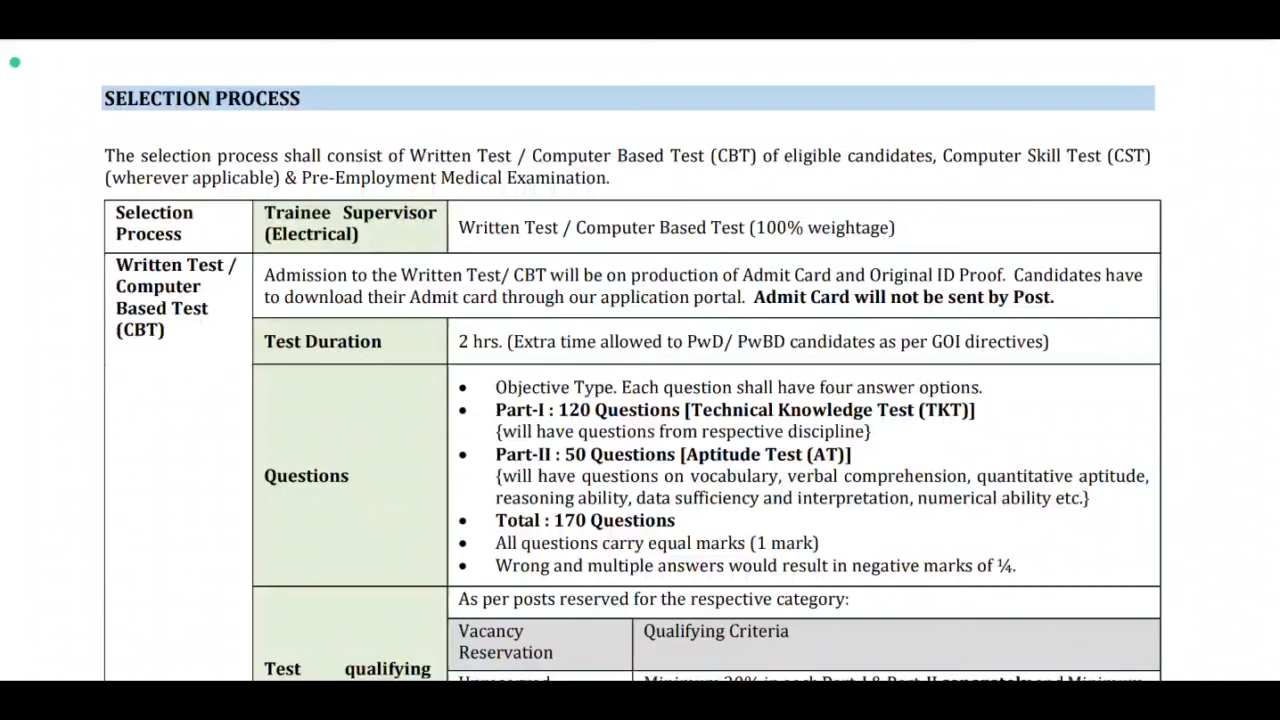 SELECTION PROCESS
The selection process shall consist of Written Test / Computer Based Test (CBT) of eligible candidates, Computer Skill Test (CST)
(wherever applicable) & Pre-Employment Medical Examination.
Selection
Process
Trainee Supervisor
(Electrical)
Written Test / Computer Based Test (100% weightage)
Written Test /
Computer
Based Test
(CBT)
Admission to the Written Test/ CBT will be on production of Admit Card and Original ID Proof. Candidates have
to download their Admit card through our application portal. Admit Card will not be sent by Post.
Test Duration
2 hrs. (Extra time allowed to PwD/ PwBD candidates as per GOI directives)
Questions
• Objective Type. Each question shall have four answer options.
• Part-I : 120 Questions [Technical Knowledge Test (TKT)]
{will have questions from respective discipline}
• Part-II : 50 Questions [Aptitude Test (AT)]
{will have questions on vocabulary, verbal comprehension, quantitative aptitude,
reasoning ability, data sufficiency and interpretation, numerical ability etc.}
• Total : 170 Questions
• All questions carry equal marks (1 mark)
• Wrong and multiple answers would result in negative marks of ¼.
Test qualifying
As per posts reserved for the respective category:
Vacancy
Reservation
Qualifying Criteria